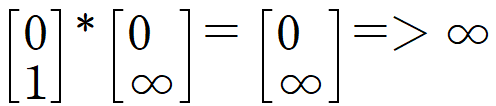 [0 1] * [0 ∞] = [0 ∞] => ∞